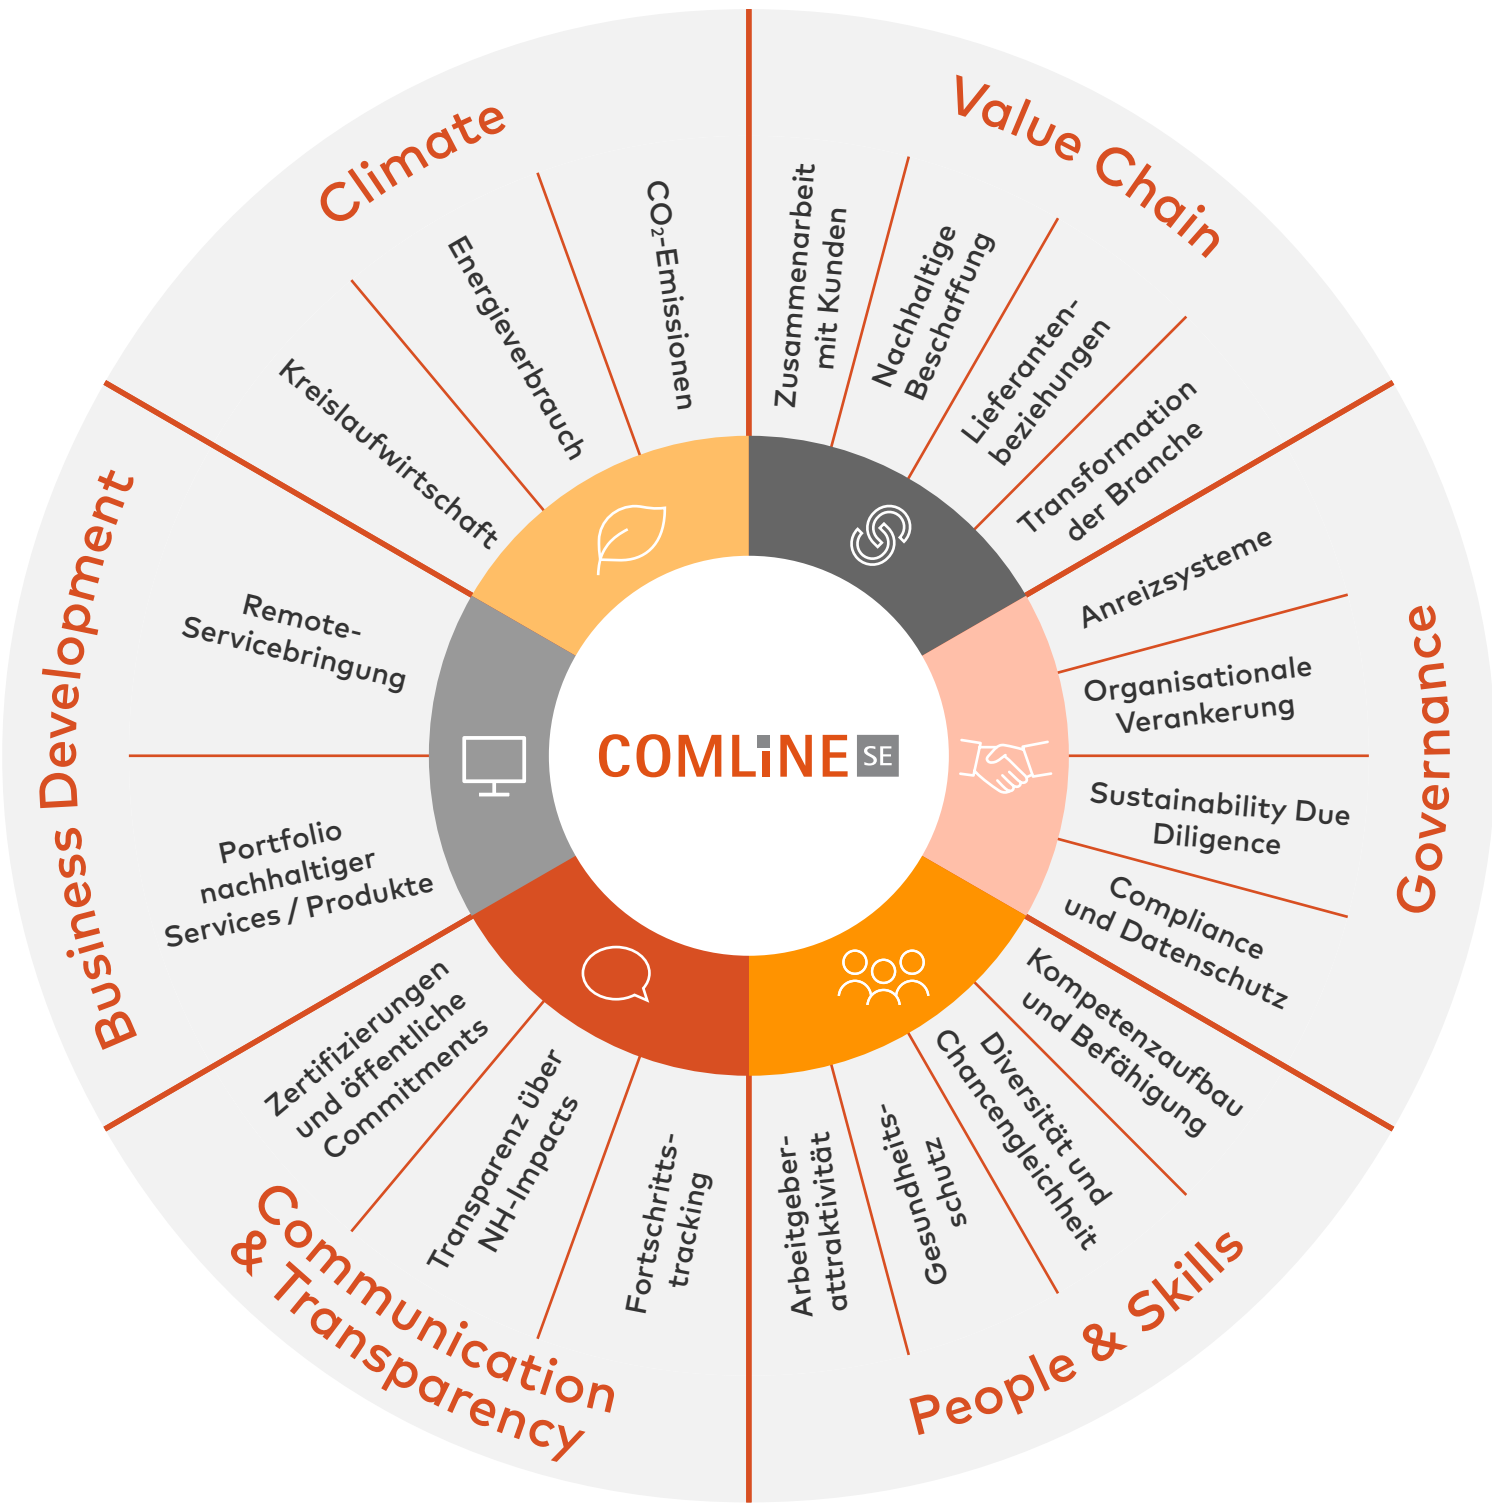 COMLiNE SE
Value Chain
Zusammenarbeit
mit Kunden
Nachhaltige
Beschaffung
Lieferanten-
beziehungen
Transformation
der Branche
Governance
Anreizsysteme
Organisationale
Verankerung
Sustainability Due
Diligence
Compliance
und Datenschutz
People & Skills
Kompetenzaufbau
und Befähigung
Diversität und
Chancengleichheit
Gesundheits-
schutz
Arbeitgeber-
attraktivität
Communication
& Transparency
Fortschritts-
tracking
Transparenz über
NH-Impacts
Zertifizierungen
und öffentliche
Commitments
Business Development
Portfolio
nachhaltiger
Services / Produkte
Remote-
Servicebringung
Climate
Kreislaufwirtschaft
Energieverbrauch
CO₂-Emissionen